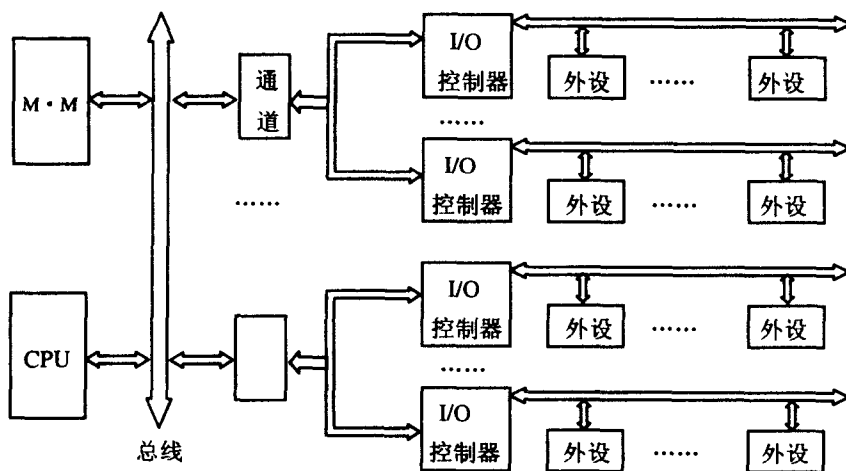 M·M
通
道
I/O
控制器
外设 …… 外设
……
I/O
控制器
外设 …… 外设
……
CPU
I/O
控制器
外设 …… 外设
……
I/O
控制器
外设 …… 外设
总线